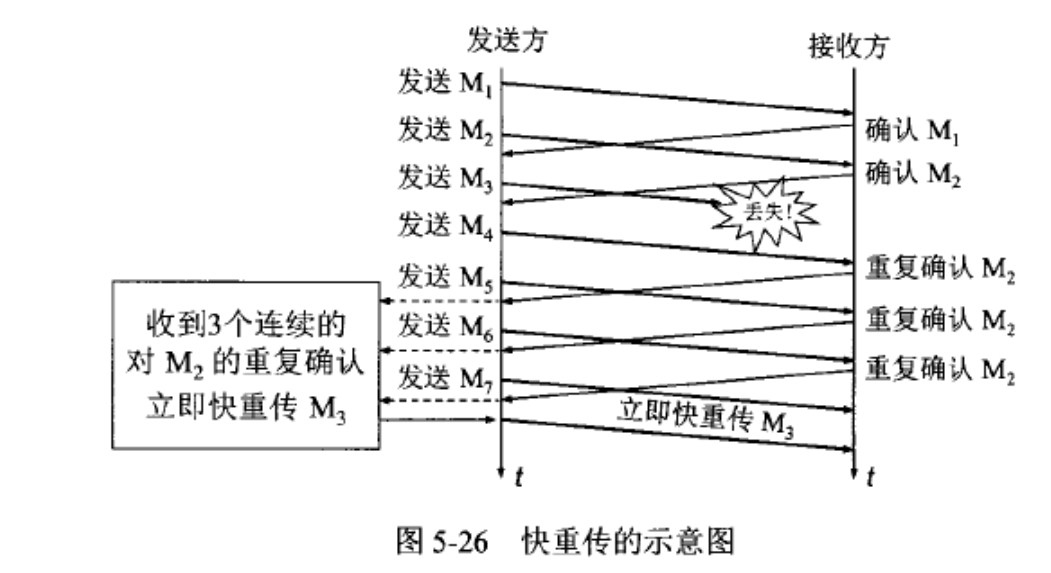 发送方
接收方
发送 M₁
确认 M₁
发送 M₂
确认 M₂
发送 M₃
丢失!
发送 M₄
重复确认 M₂
发送 M₅
重复确认 M₂
发送 M₆
重复确认 M₂
发送 M₇
收到3个连续的
对 M₂ 的重复确认
立即快重传 M₃
立即快重传 M₃
t
t
图 5-26 快重传的示意图